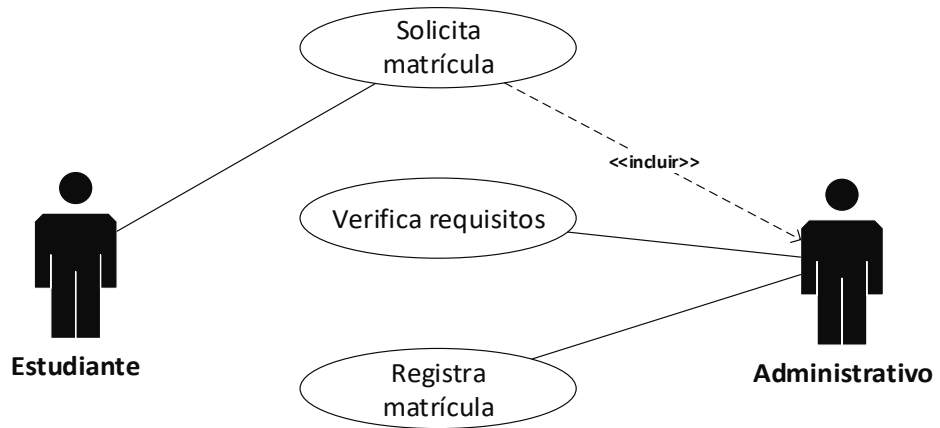 Solicita
matrícula
<<incluir>>
Verifica requisitos
Estudiante
Administrativo
Registra
matrícula